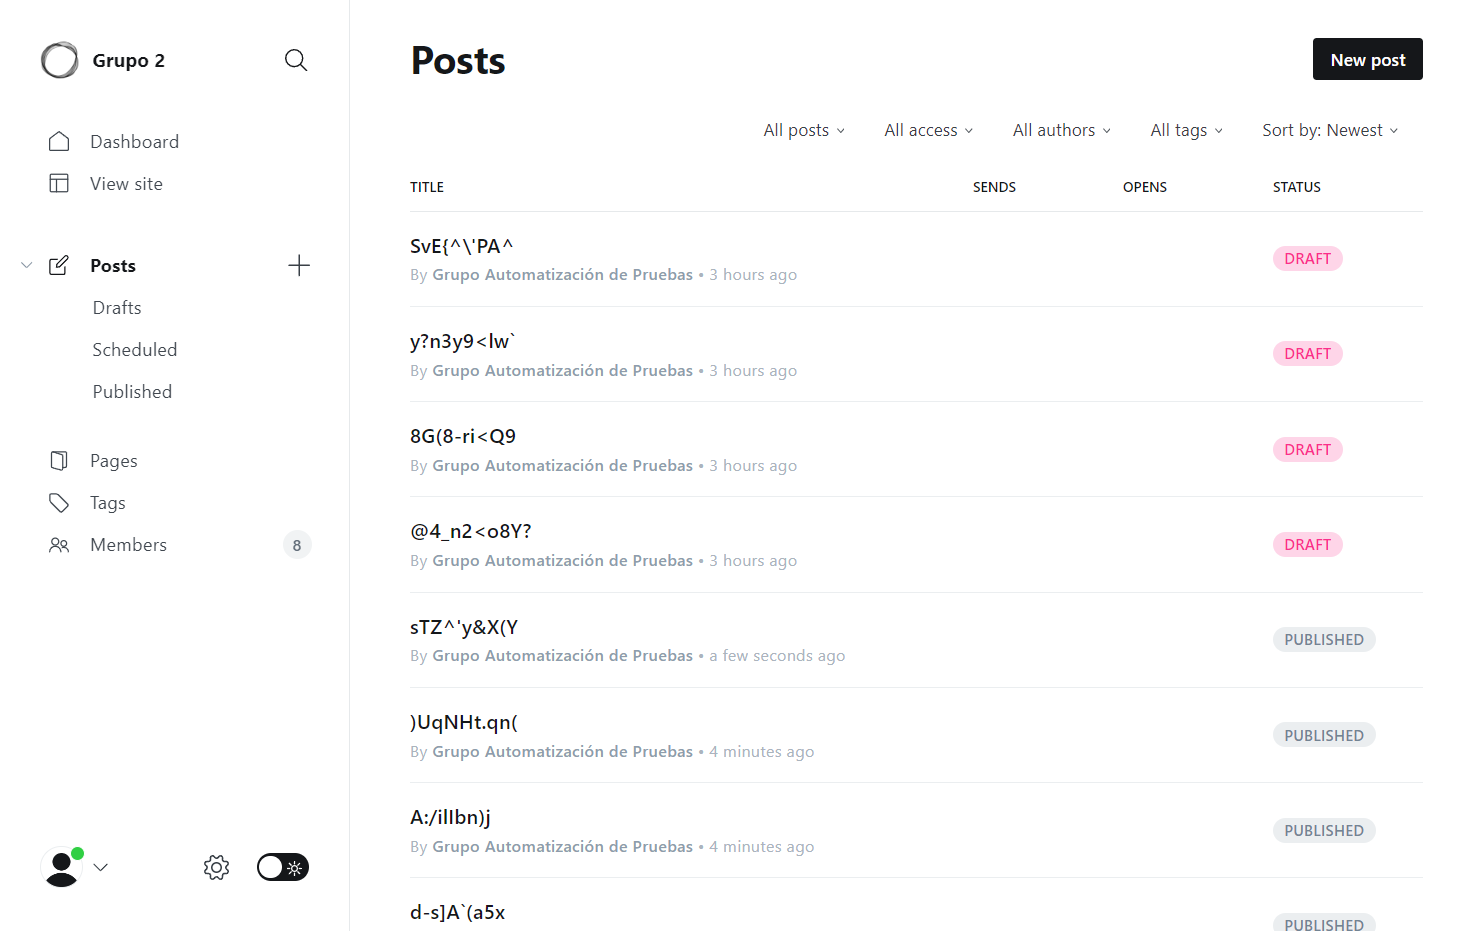 Grupo 2
Dashboard
View site
Posts
Drafts
Scheduled
Published
Pages
Tags
Members 8
Posts
New post
All posts All access All authors All tags Sort by: Newest
TITLE SENDS OPENS STATUS
SvE{^\'PA^
By Grupo Automatización de Pruebas • 3 hours ago
DRAFT
y?n3y9<lw`
By Grupo Automatización de Pruebas • 3 hours ago
DRAFT
8G(8-ri<Q9
By Grupo Automatización de Pruebas • 3 hours ago
DRAFT
@4_n2<o8Y?
By Grupo Automatización de Pruebas • 3 hours ago
DRAFT
sTZ^'y&X(Y
By Grupo Automatización de Pruebas • a few seconds ago
PUBLISHED
)UqNHt.qn(
By Grupo Automatización de Pruebas • 4 minutes ago
PUBLISHED
A:/ilIbn)j
By Grupo Automatización de Pruebas • 4 minutes ago
PUBLISHED
d-s]A`(a5x
PUBLISHED